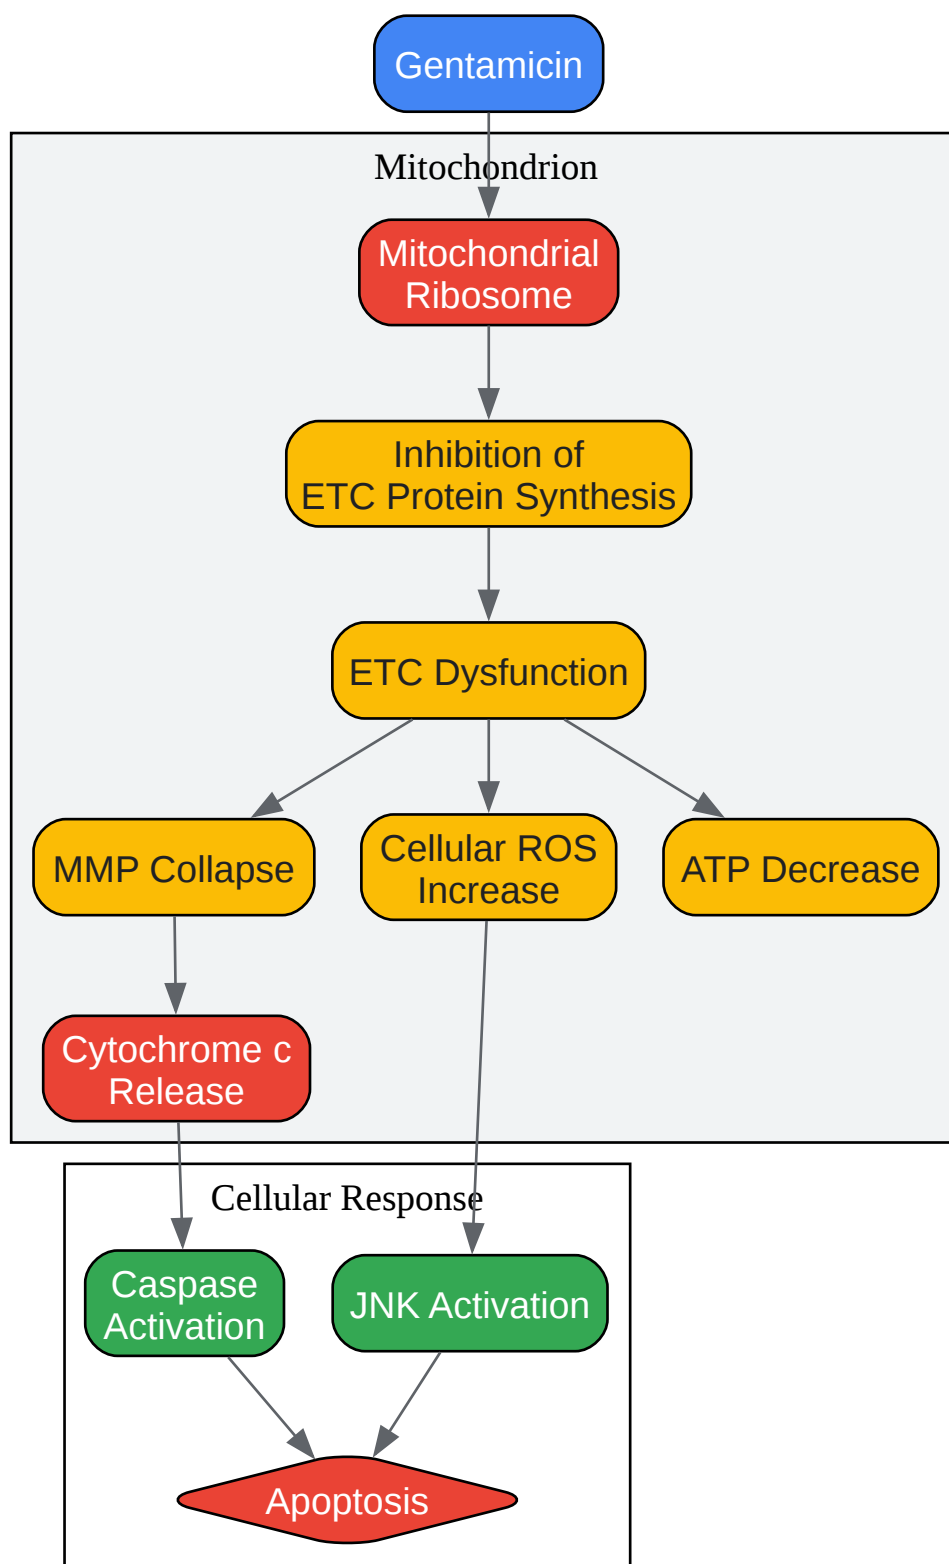 Gentamicin
Mitochondrion
Mitochondrial
Ribosome
Inhibition of
ETC Protein Synthesis
ETC Dysfunction
MMP Collapse
Cellular ROS
Increase
ATP Decrease
Cytochrome c
Release
Cellular Response
Caspase
Activation
JNK Activation
Apoptosis